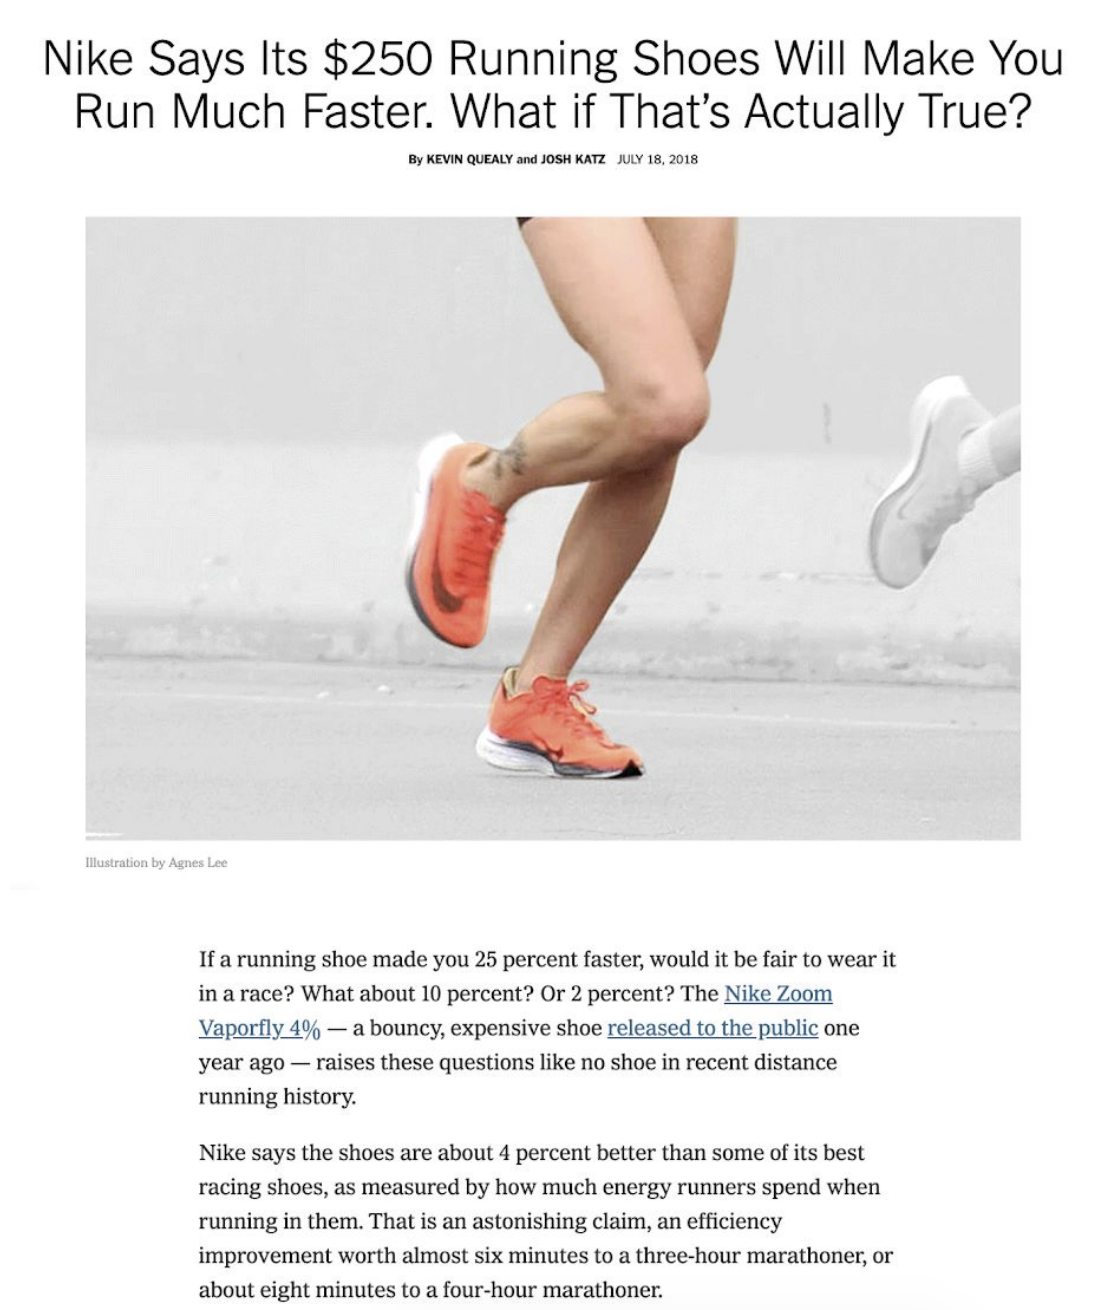 Nike Says Its $250 Running Shoes Will Make You
Run Much Faster. What if That’s Actually True?
By KEVIN QUEALY and JOSH KATZ JULY 18, 2018
Illustration by Agnes Lee
If a running shoe made you 25 percent faster, would it be fair to wear it
in a race? What about 10 percent? Or 2 percent? The Nike Zoom
Vaporfly 4% — a bouncy, expensive shoe released to the public one
year ago — raises these questions like no shoe in recent distance
running history.
Nike says the shoes are about 4 percent better than some of its best
racing shoes, as measured by how much energy runners spend when
running in them. That is an astonishing claim, an efficiency
improvement worth almost six minutes to a three-hour marathoner, or
about eight minutes to a four-hour marathoner.